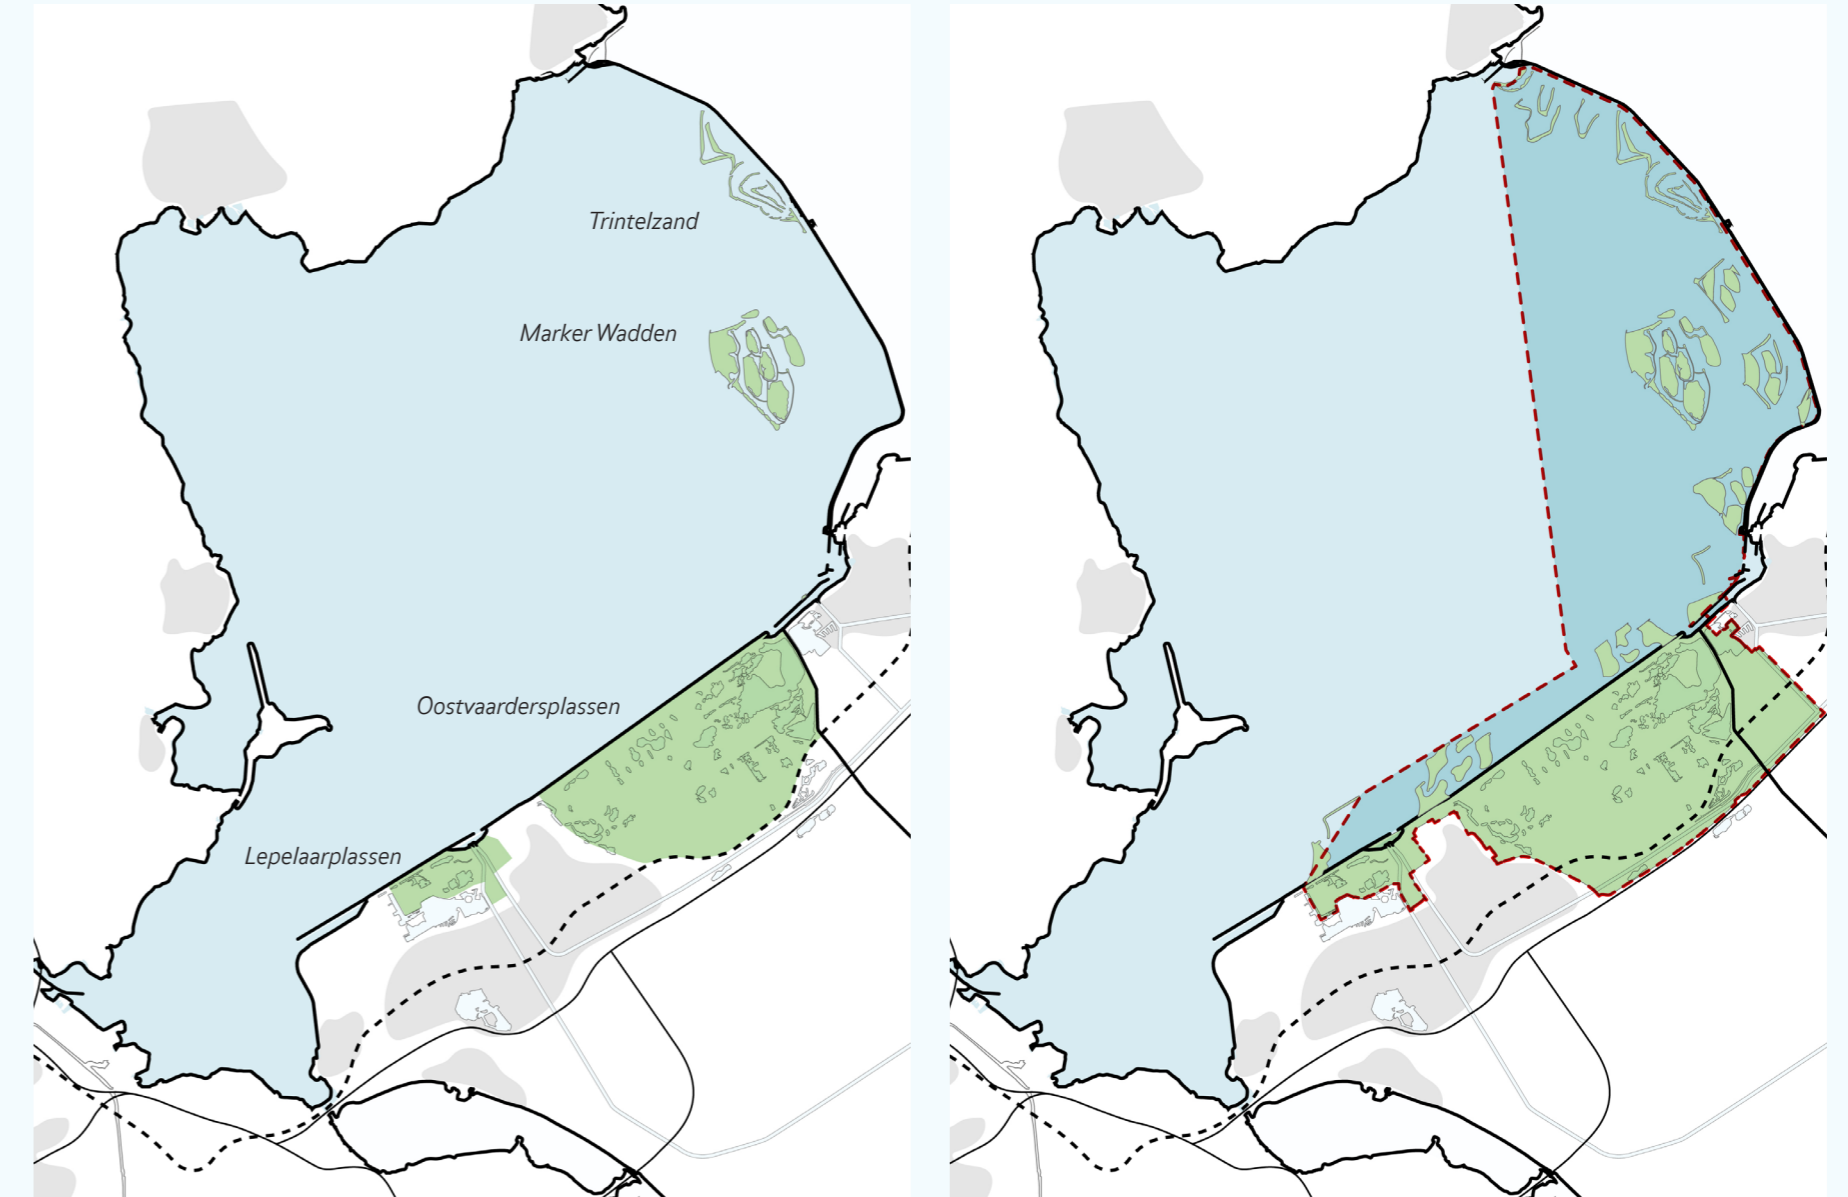 Trintelzand
Marker Wadden
Oostvaardersplassen
Lepelaarplassen